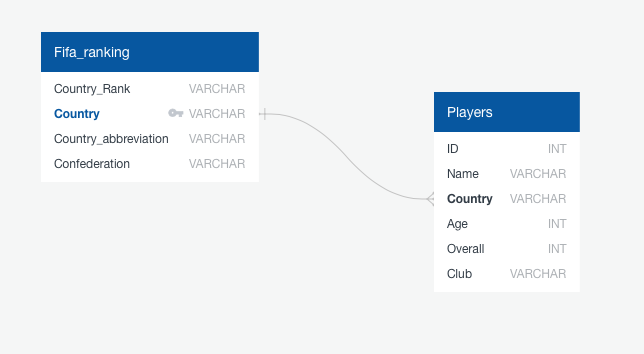 Fifa_ranking
Country_Rank VARCHAR
Country VARCHAR
Country_abbreviation VARCHAR
Confederation VARCHAR
Players
ID INT
Name VARCHAR
Country VARCHAR
Age INT
Overall INT
Club VARCHAR